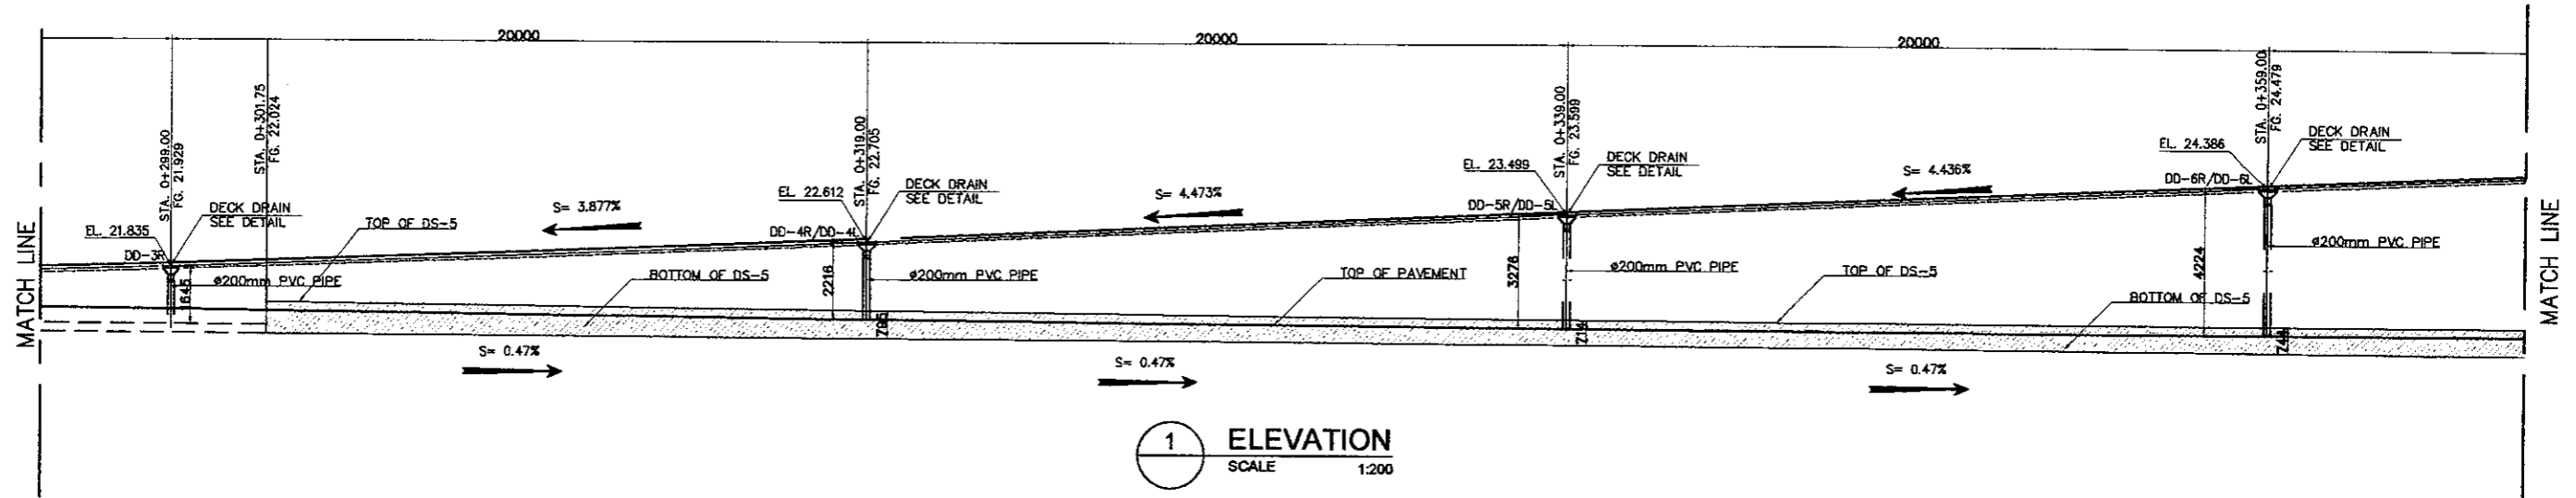 20000
20000
20000
STA. 0+299.00
FG. 21.929
STA. 0+301.75
FG. 22.024
STA. 0+319.00
FG. 22.705
STA. 0+339.00
FG. 23.599
STA. 0+359.00
FG. 24.479
EL. 21.835
DECK DRAIN
SEE DETAIL
TOP OF DS-5
S= 3.877%
EL 22.612
DECK DRAIN
SEE DETAIL
S= 4.473%
EL. 23.499
DECK DRAIN
SEE DETAIL
S= 4.436%
EL. 24.386
DECK DRAIN
SEE DETAIL
DD-3R
DD-4R/DD-4L
DD-5R/DD-5L
DD-6R/DD-6L
1645
ø200mm PVC PIPE
BOTTOM OF DS-5
2216
ø200mm PVC PIPE
TOP OF PAVEMENT
3276
ø200mm PVC PIPE
TOP OF DS-5
4224
ø200mm PVC PIPE
BOTTOM OF DS-5
S= 0.47%
S= 0.47%
S= 0.47%
MATCH LINE
MATCH LINE
1
ELEVATION
SCALE 1:200